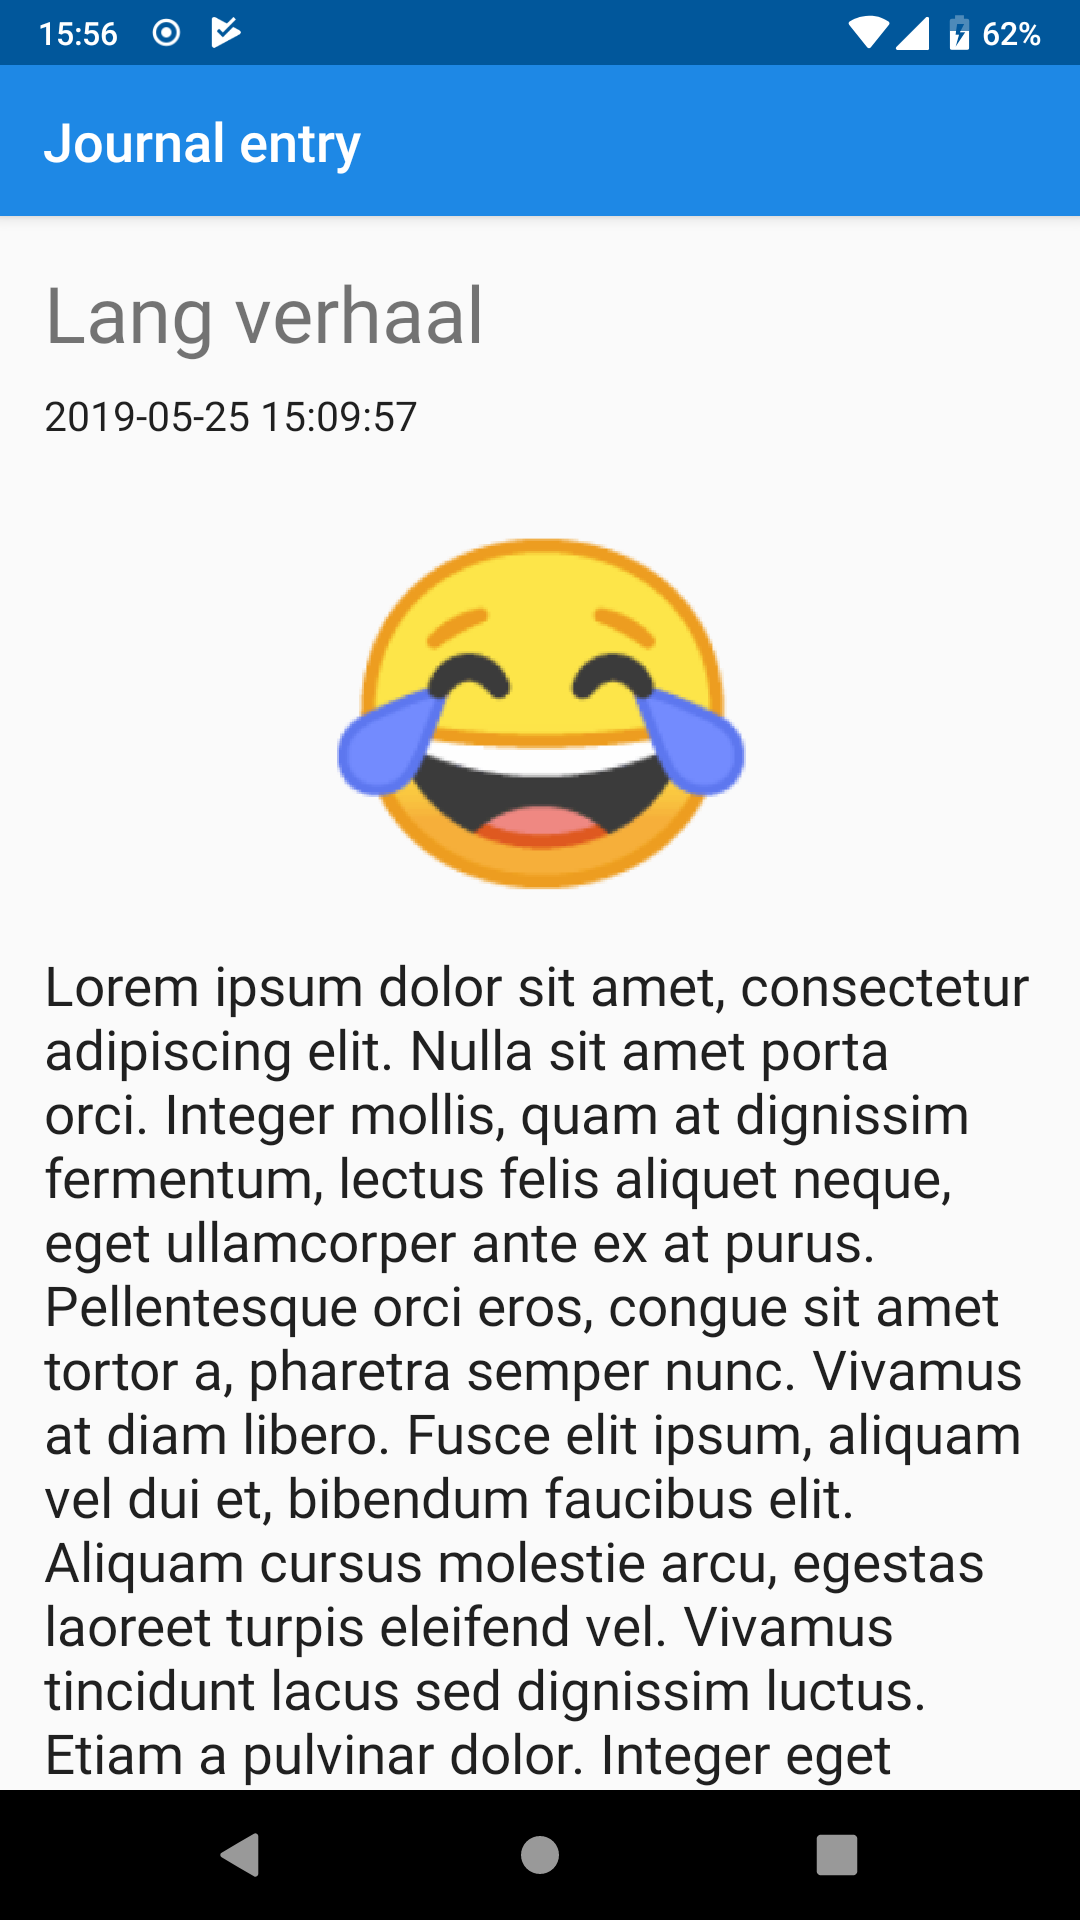 15:56 62%
Journal entry
Lang verhaal
2019-05-25 15:09:57
Lorem ipsum dolor sit amet, consectetur
adipiscing elit. Nulla sit amet porta
orci. Integer mollis, quam at dignissim
fermentum, lectus felis aliquet neque,
eget ullamcorper ante ex at purus.
Pellentesque orci eros, congue sit amet
tortor a, pharetra semper nunc. Vivamus
at diam libero. Fusce elit ipsum, aliquam
vel dui et, bibendum faucibus elit.
Aliquam cursus molestie arcu, egestas
laoreet turpis eleifend vel. Vivamus
tincidunt lacus sed dignissim luctus.
Etiam a pulvinar dolor. Integer eget